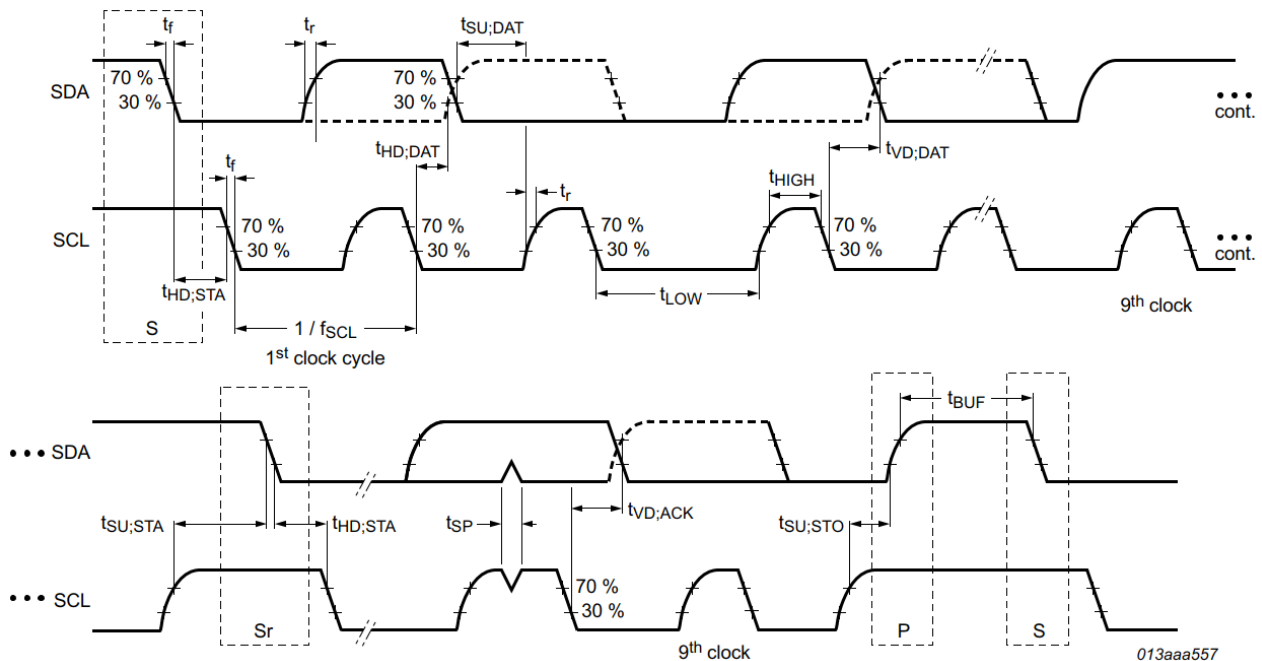 tf
tr
tSU;DAT
70 %
30 %
70 %
30 %
SDA
cont.
tHD;DAT
tVD;DAT
tf
tr
tHIGH
70 %
30 %
70 %
30 %
70 %
30 %
70 %
30 %
SCL
cont.
tHD;STA
tLOW
S
1 / fSCL
1st clock cycle
9th clock
tBUF
SDA
tSU;STA
tHD;STA
tSP
tVD;ACK
tSU;STO
70 %
30 %
SCL
Sr
9th clock
P
S
013aaa557